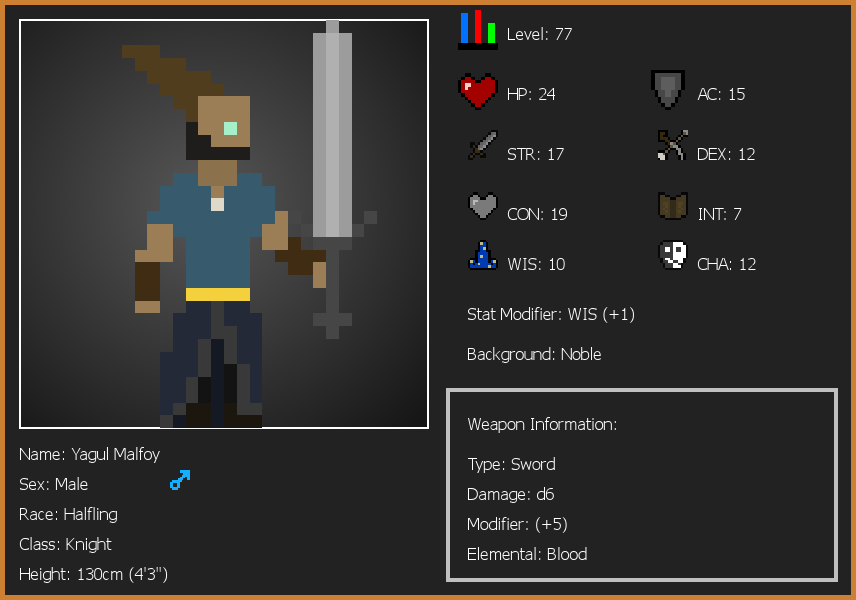 Level: 77
HP: 24
AC: 15
STR: 17
DEX: 12
CON: 19
INT: 7
WIS: 10
CHA: 12
Stat Modifier: WIS (+1)
Background: Noble
Weapon Information:
Type: Sword
Damage: d6
Modifier: (+5)
Elemental: Blood
Name: Yagul Malfoy
Sex: Male
Race: Halfling
Class: Knight
Height: 130cm (4'3")